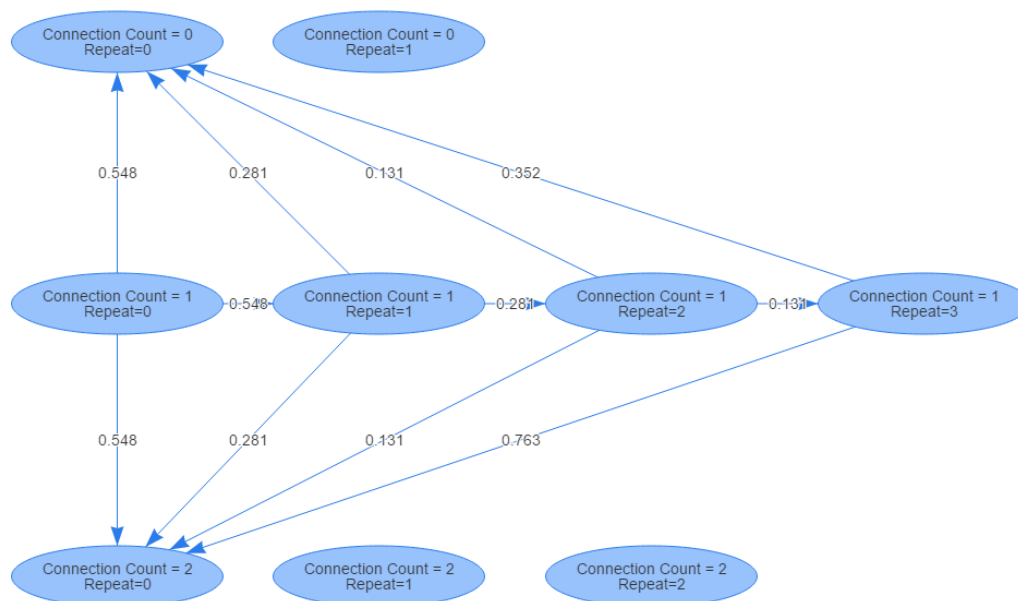 Connection Count = 0
Repeat=0
Connection Count = 0
Repeat=1
0.548
0.281
0.131
0.352
Connection Count = 1
Repeat=0
0.548
Connection Count = 1
Repeat=1
0.281
Connection Count = 1
Repeat=2
0.131
Connection Count = 1
Repeat=3
0.548
0.281
0.131
0.763
Connection Count = 2
Repeat=0
Connection Count = 2
Repeat=1
Connection Count = 2
Repeat=2